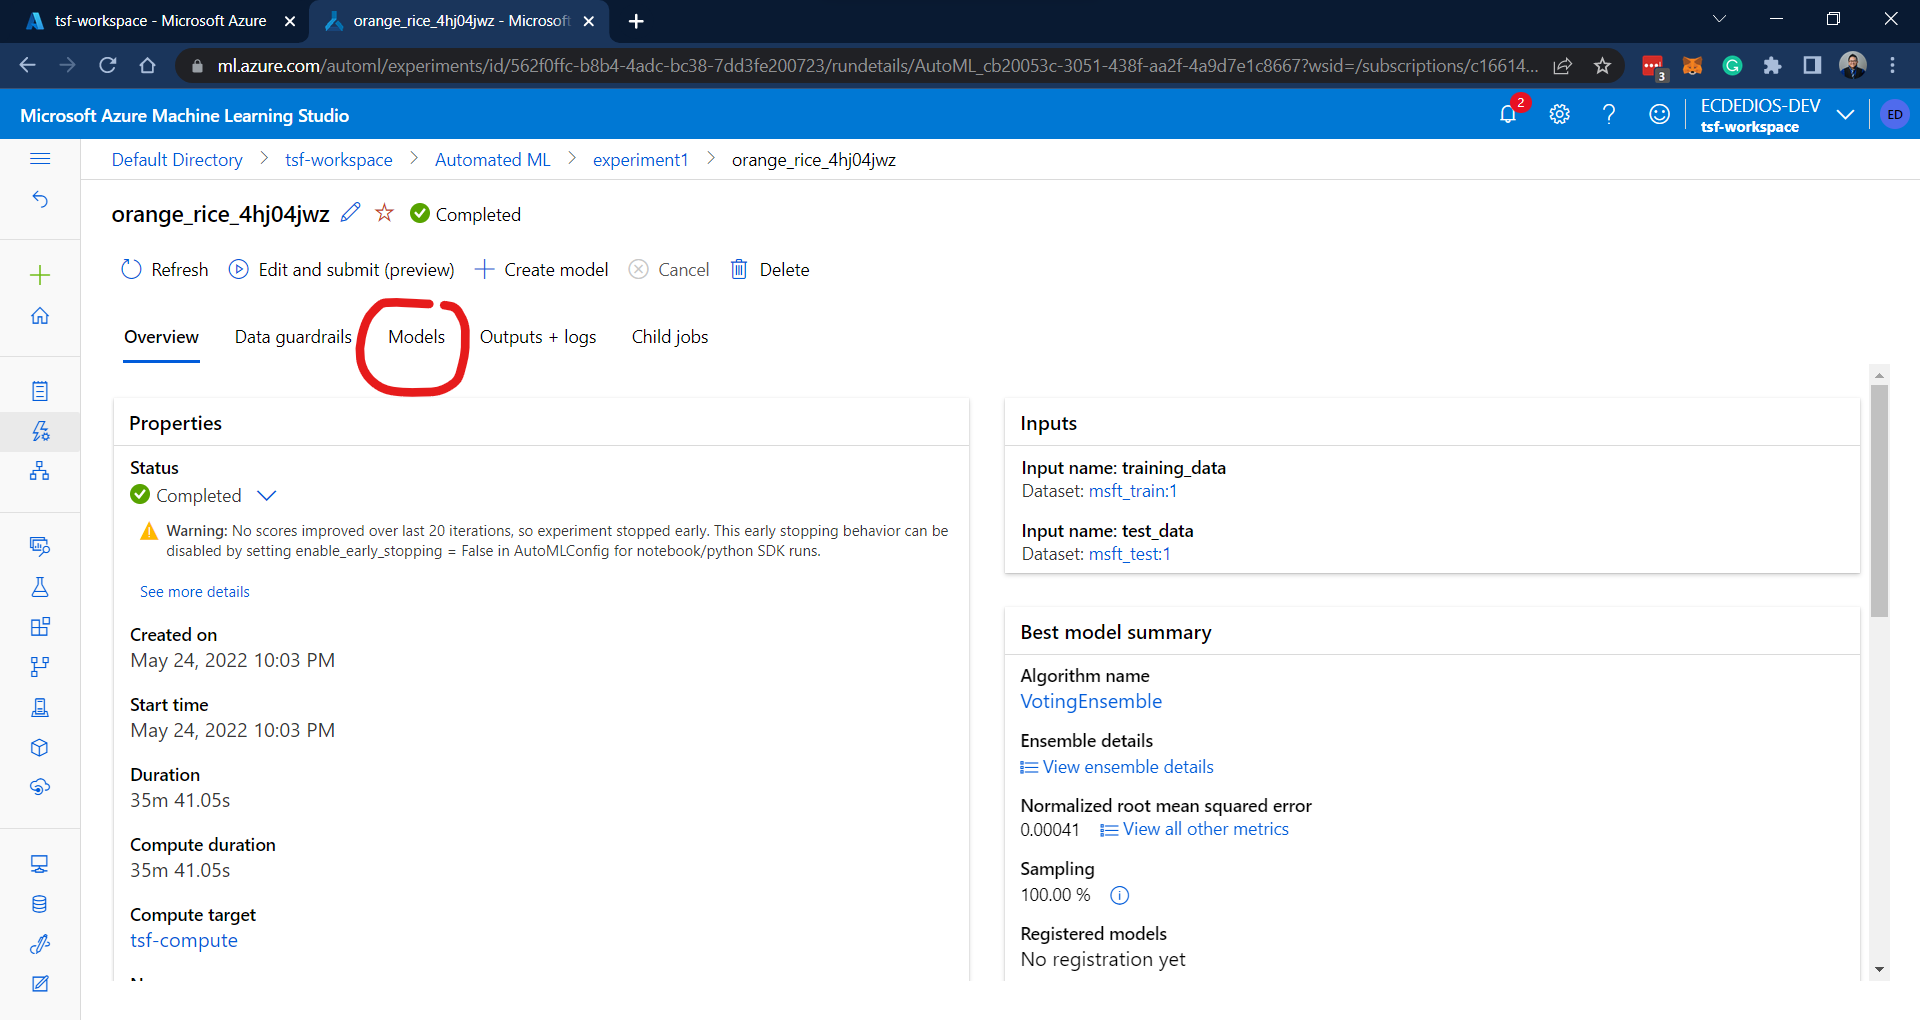 tsf-workspace - Microsoft Azure
orange_rice_4hj04jwz - Microsoft
ml.azure.com/automl/experiments/id/562f0ffc-b8b4-4adc-bc38-7dd3fe200723/rundetails/AutoML_cb20053c-3051-438f-aa2f-4a9d7e1c8667?wsid=/subscriptions/c16614...
3
Microsoft Azure Machine Learning Studio
2
ECDEDIOS-DEV
tsf-workspace
ED
Default Directory > tsf-workspace > Automated ML > experiment1 > orange_rice_4hj04jwz
orange_rice_4hj04jwz Completed
Refresh Edit and submit (preview) Create model Cancel Delete
Overview Data guardrails Models Outputs + logs Child jobs
Properties
Status
Completed
Warning: No scores improved over last 20 iterations, so experiment stopped early. This early stopping behavior can be
disabled by setting enable_early_stopping = False in AutoMLConfig for notebook/python SDK runs.
See more details
Created on
May 24, 2022 10:03 PM
Start time
May 24, 2022 10:03 PM
Duration
35m 41.05s
Compute duration
35m 41.05s
Compute target
tsf-compute
Inputs
Input name: training_data
Dataset: msft_train:1
Input name: test_data
Dataset: msft_test:1
Best model summary
Algorithm name
VotingEnsemble
Ensemble details
View ensemble details
Normalized root mean squared error
0.00041 View all other metrics
Sampling
100.00 %
Registered models
No registration yet